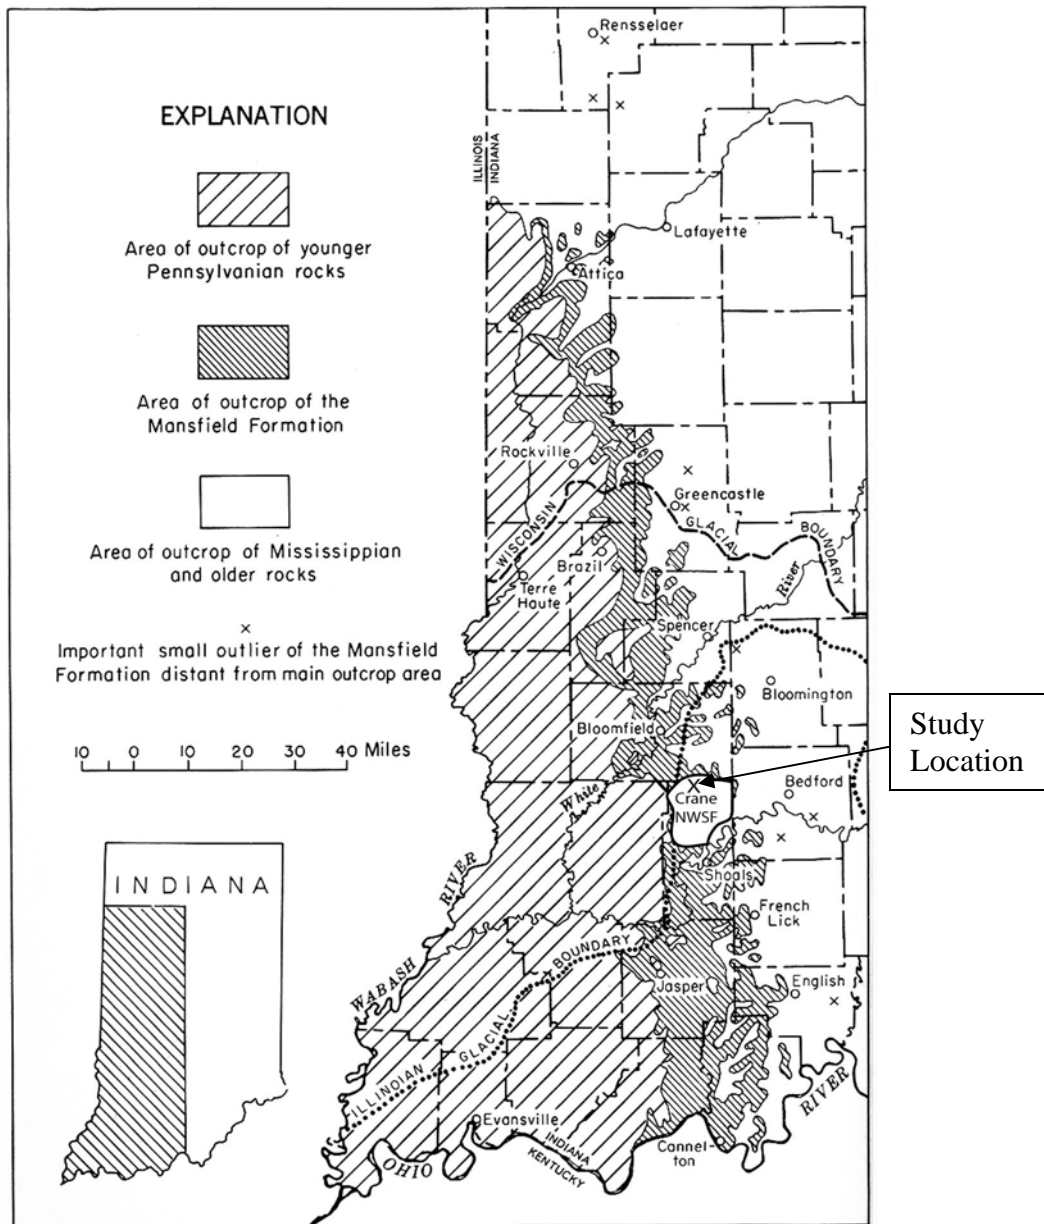 EXPLANATION
Area of outcrop of younger
Pennsylvanian rocks
Area of outcrop of the
Mansfield Formation
Area of outcrop of Mississippian
and older rocks
×
Important small outlier of the Mansfield
Formation distant from main outcrop area
10 0 10 20 30 40 Miles
INDIANA
Rensselaer
ILLINOIS
INDIANA
Lafayette
Attica
Rockville
Greencastle
WISCONSIN
GLACIAL
BOUNDARY
Brazil
Terre
Haute
River
Spencer
Bloomington
Bloomfield
Study
Location
Bedford
White
Crane
NWSF
RIVER
Shoals
French
Lick
BOUNDARY
WABASH
Jasper
English
GLACIAL
ILLINDIAN
RIVER
Evansville
INDIANA
KENTUCKY
Cannel-
ton
OHIO